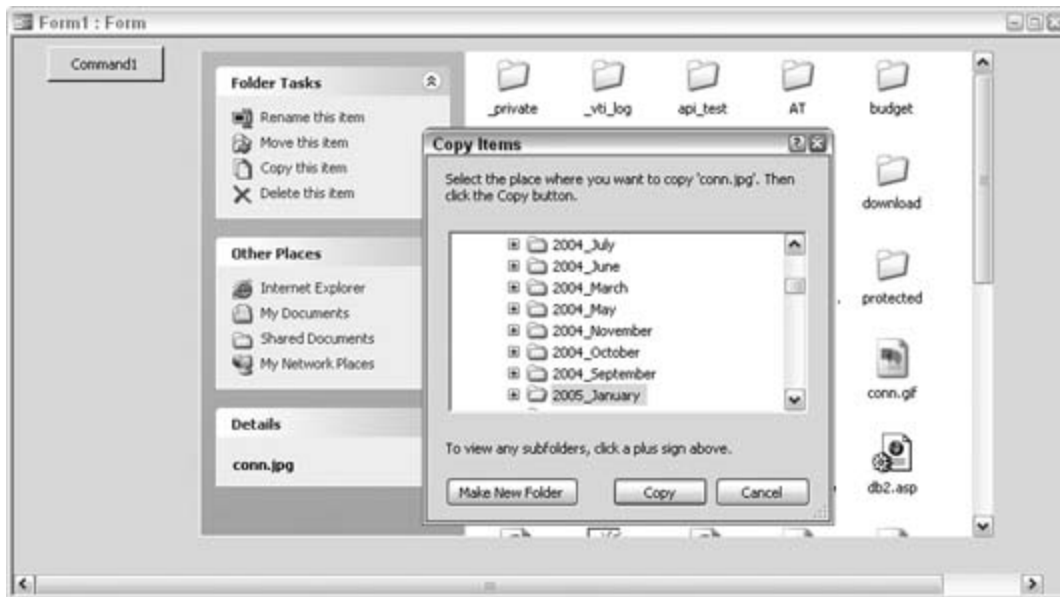 Form1 : Form
Command1
Folder Tasks
Rename this item
Move this item
Copy this item
Delete this item
Other Places
Internet Explorer
My Documents
Shared Documents
My Network Places
Details
conn.jpg
_private
_vti_log
api_test
AT
budget
download
protected
conn.gif
db2.asp
Copy Items
Select the place where you want to copy 'conn.jpg'. Then
click the Copy button.
2004_July
2004_June
2004_March
2004_May
2004_November
2004_October
2004_September
2005_January
To view any subfolders, click a plus sign above.
Make New Folder
Copy
Cancel